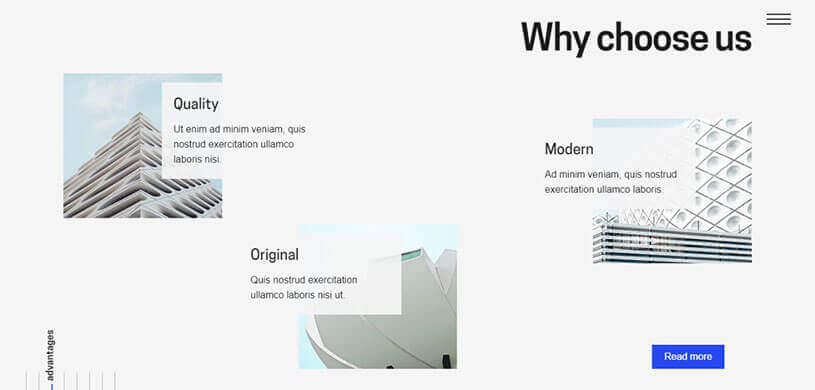 Why choose us
Quality
Ut enim ad minim veniam, quis
nostrud exercitation ullamco
laboris nisi.
Modern
Ad minim veniam, quis nostrud
exercitation ullamco laboris.
Original
Quis nostrud exercitation
ullamco laboris nisi ut.
advantages
Read more